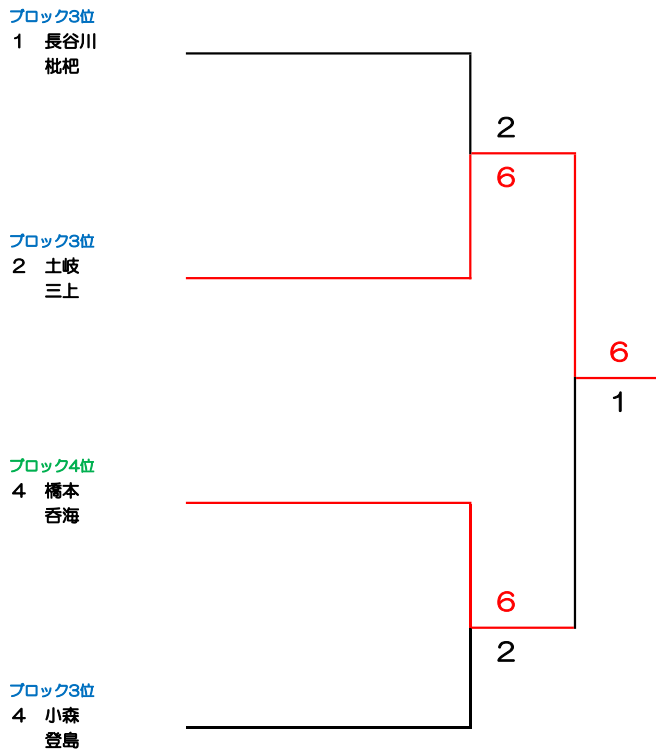 ブロック3位
1 長谷川
枇杷
2
6
ブロック3位
2 土岐
三上
6
1
ブロック4位
4 橋本
呑海
6
2
ブロック3位
4 小森
登島